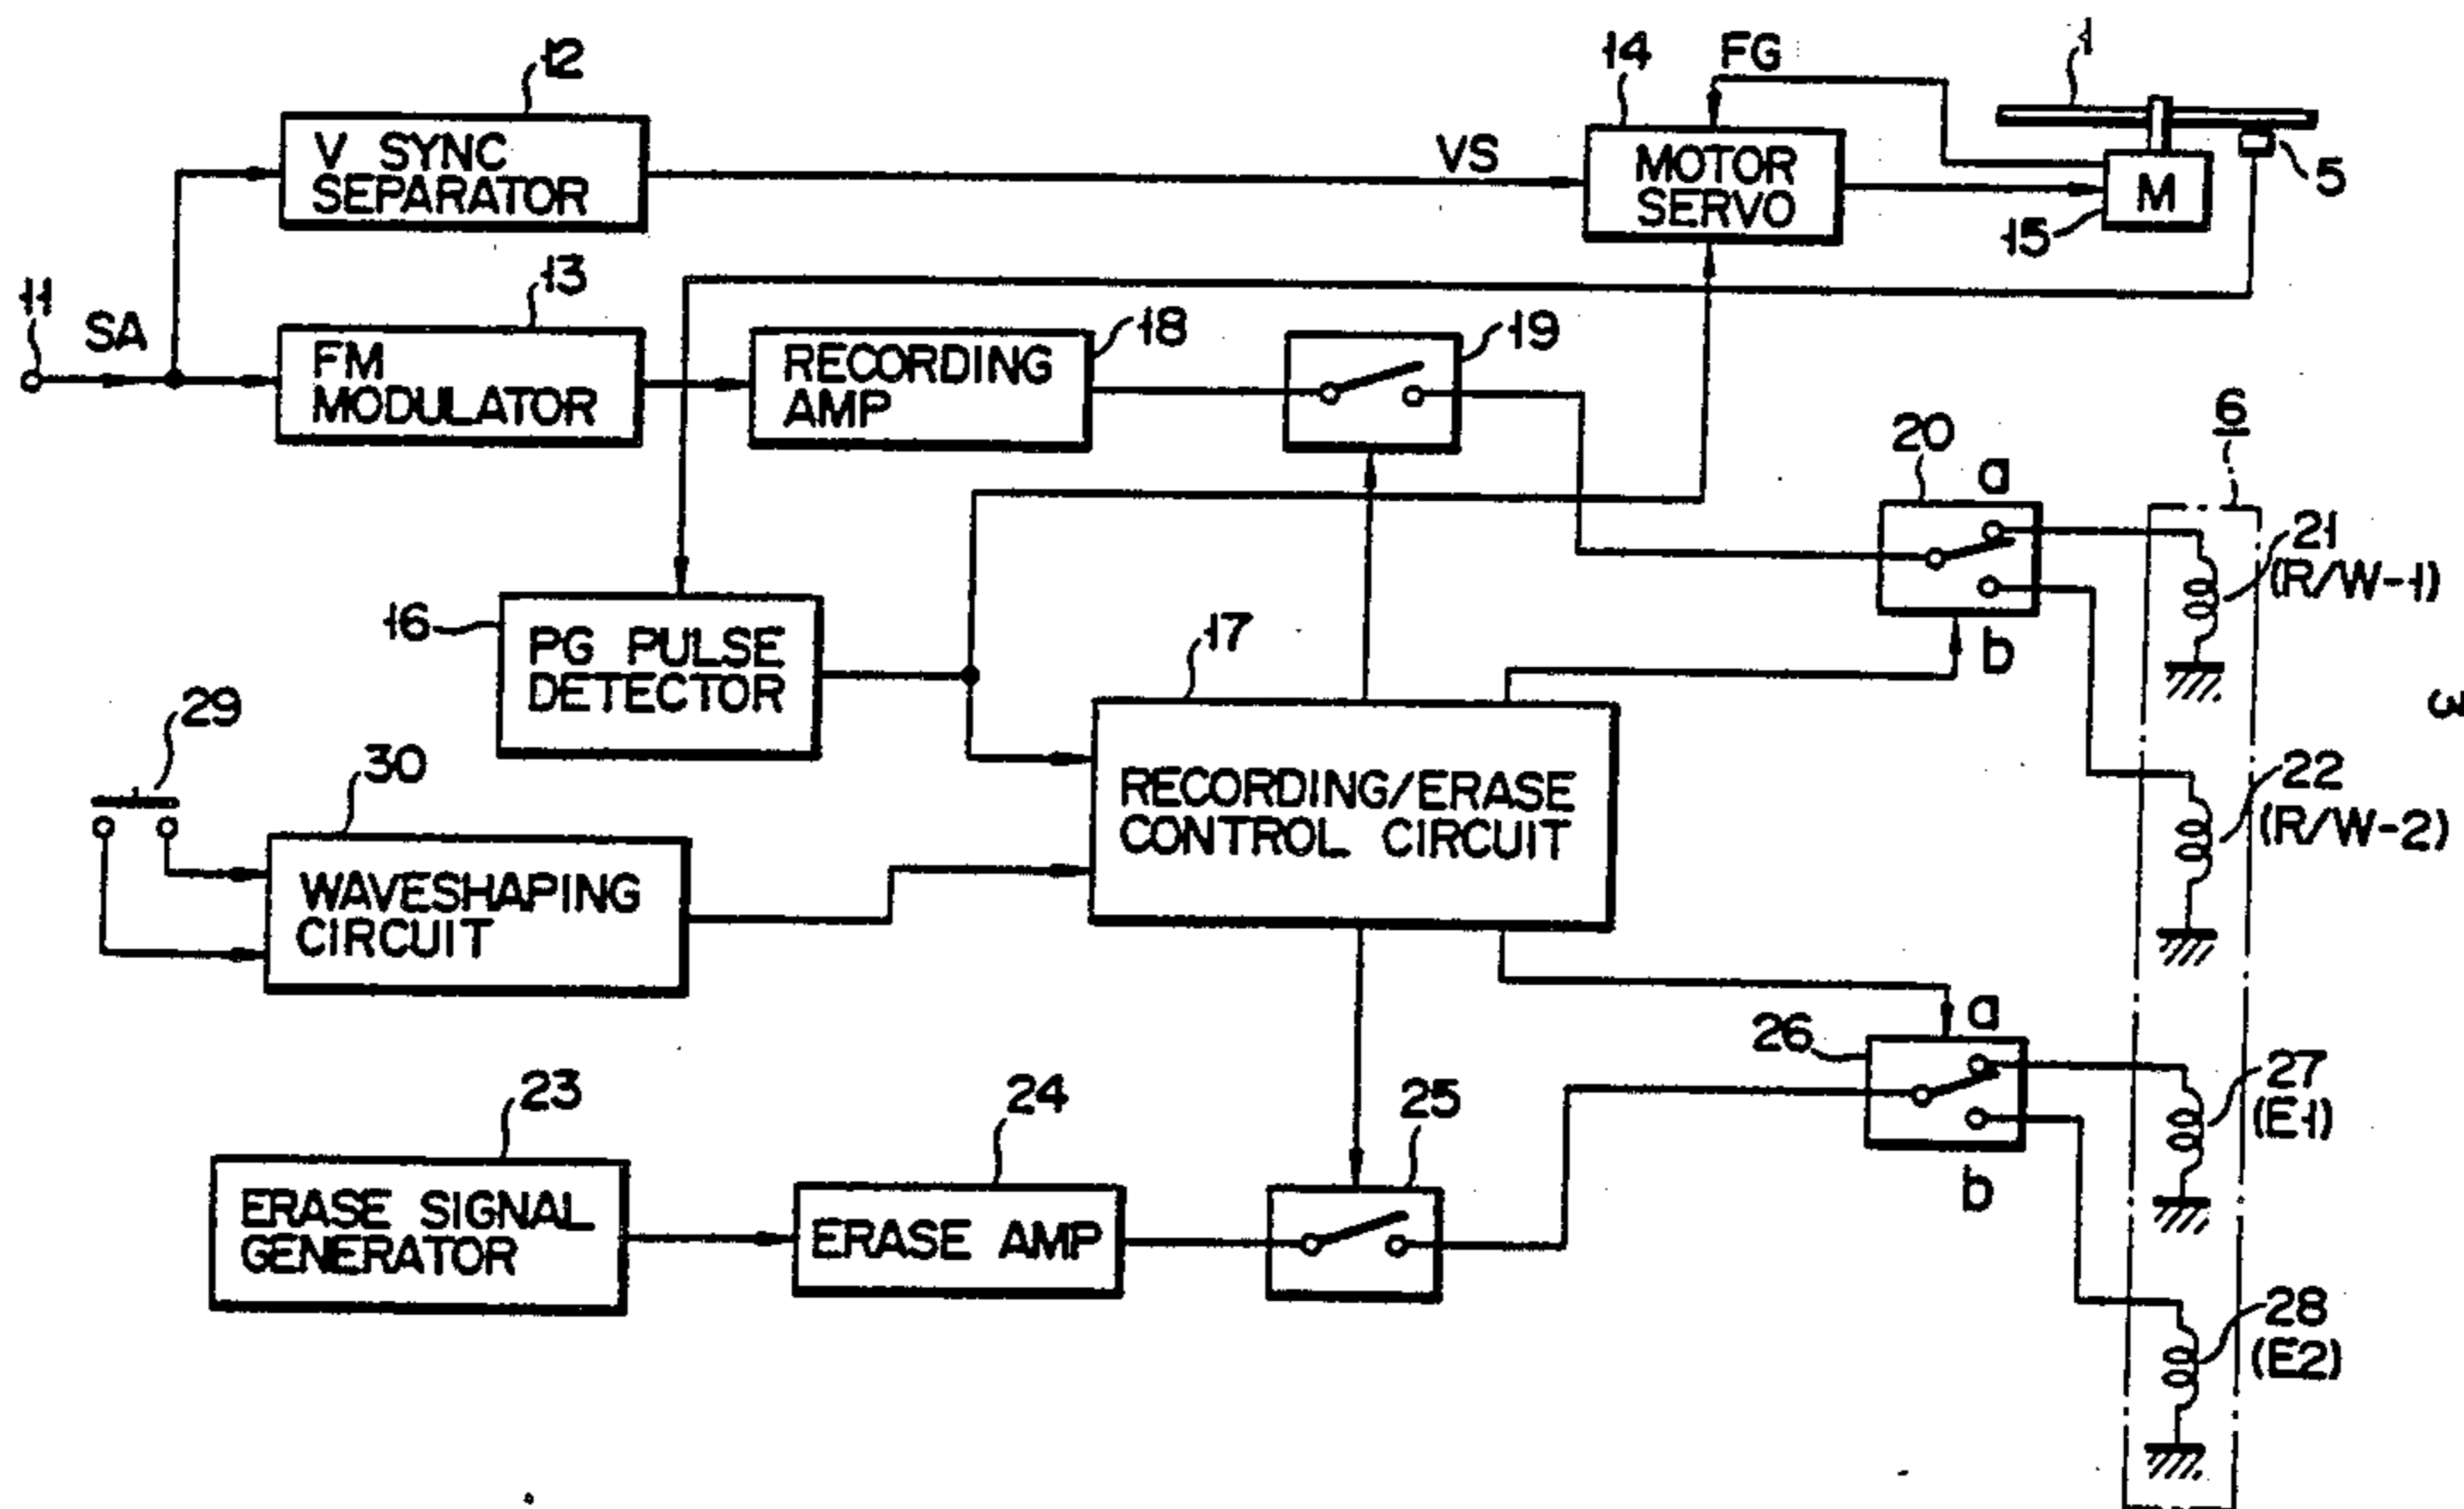 12
14
FG
1
V SYNC
SEPARATOR
VS
MOTOR
SERVO
M
5
15
11
SA
13
FM
MODULATOR
18
RECORDING
AMP
19
6
20
a
b
21
(R/W-1)
16
PG PULSE
DETECTOR
17
29
30
RECORDING/ERASE
CONTROL CIRCUIT
22
(R/W-2)
WAVESHAPING
CIRCUIT
26
a
b
27
(E1)
23
24
25
ERASE SIGNAL
GENERATOR
ERASE AMP
28
(E2)